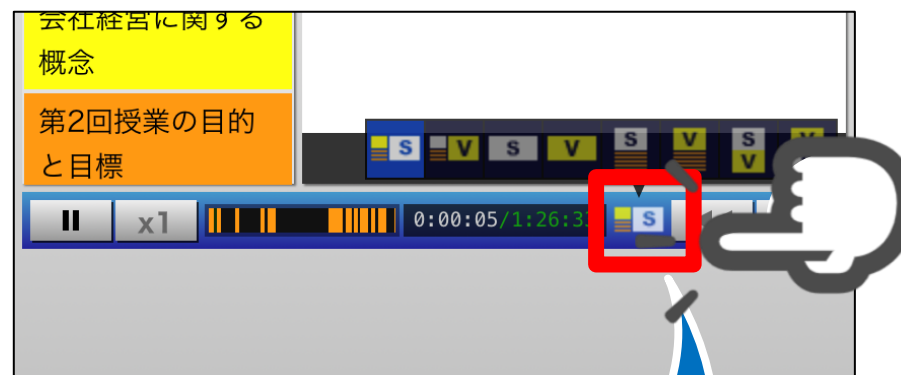 会社経営に関する
概念
第2回授業の目的
と目標
S V S V S V S V
V
x1 0:00:05/1:26:3 S